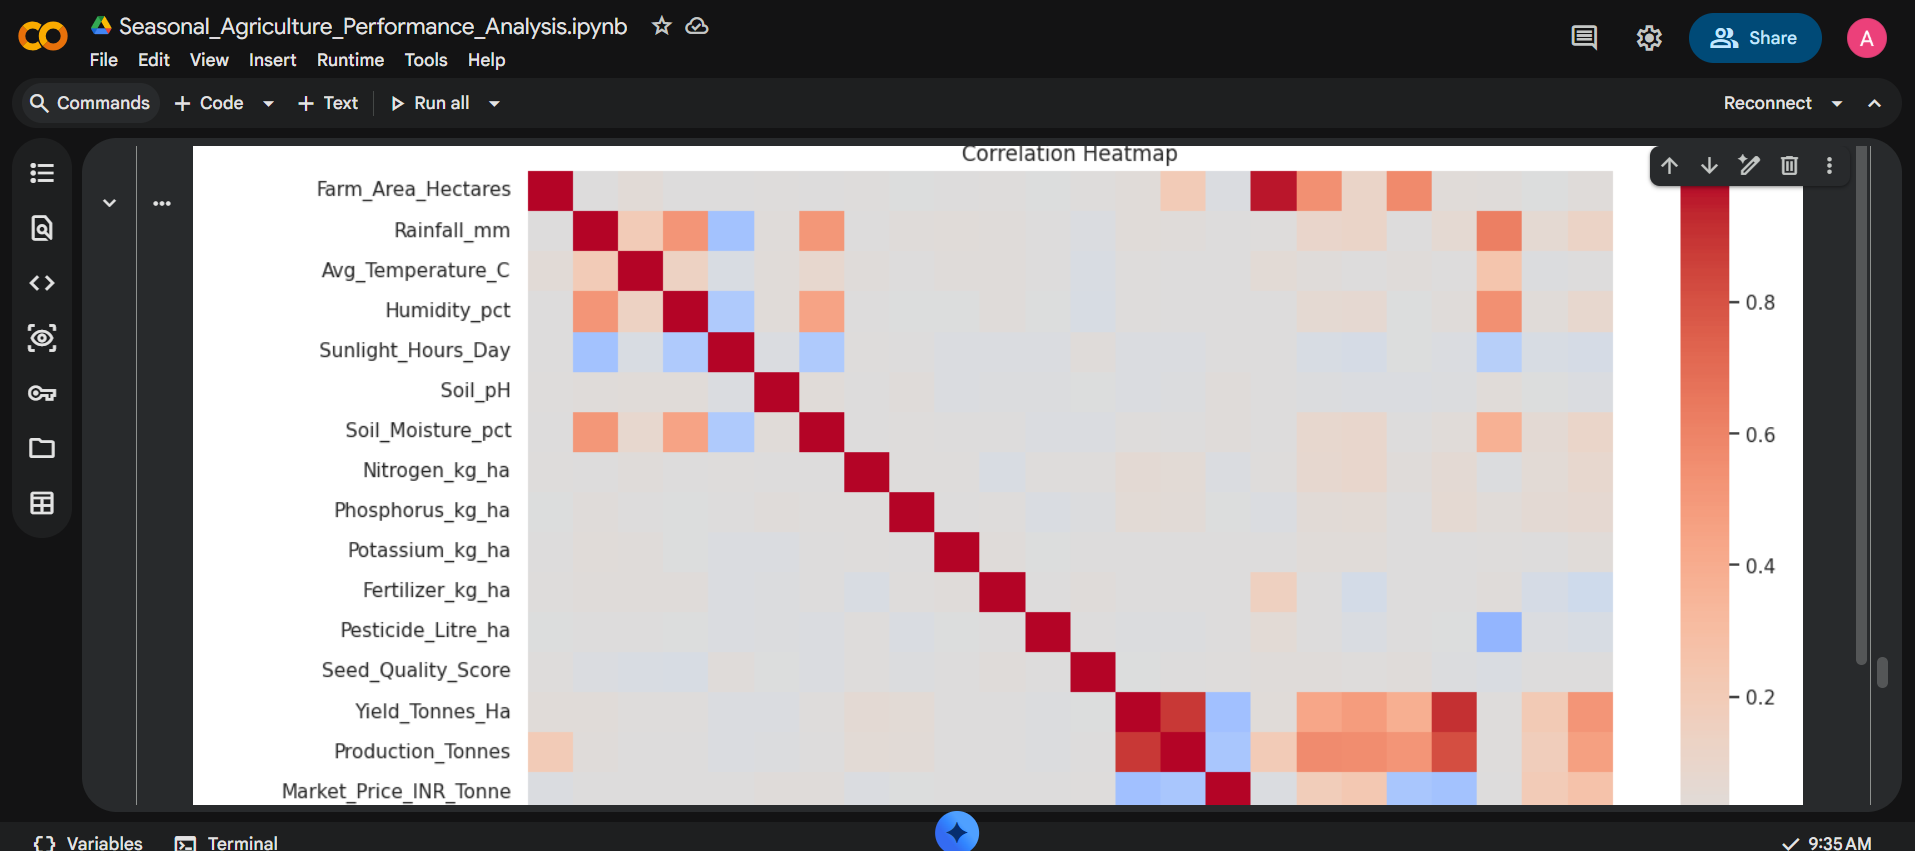 Seasonal_Agriculture_Performance_Analysis.ipynb
File Edit View Insert Runtime Tools Help
Share
A
Commands + Code + Text Run all
Reconnect
Correlation Heatmap
Farm_Area_Hectares
Rainfall_mm
Avg_Temperature_C
Humidity_pct
Sunlight_Hours_Day
Soil_pH
Soil_Moisture_pct
Nitrogen_kg_ha
Phosphorus_kg_ha
Potassium_kg_ha
Fertilizer_kg_ha
Pesticide_Litre_ha
Seed_Quality_Score
Yield_Tonnes_Ha
Production_Tonnes
Market_Price_INR_Tonne
0.8
0.6
0.4
0.2
Variables Terminal
9:35 AM